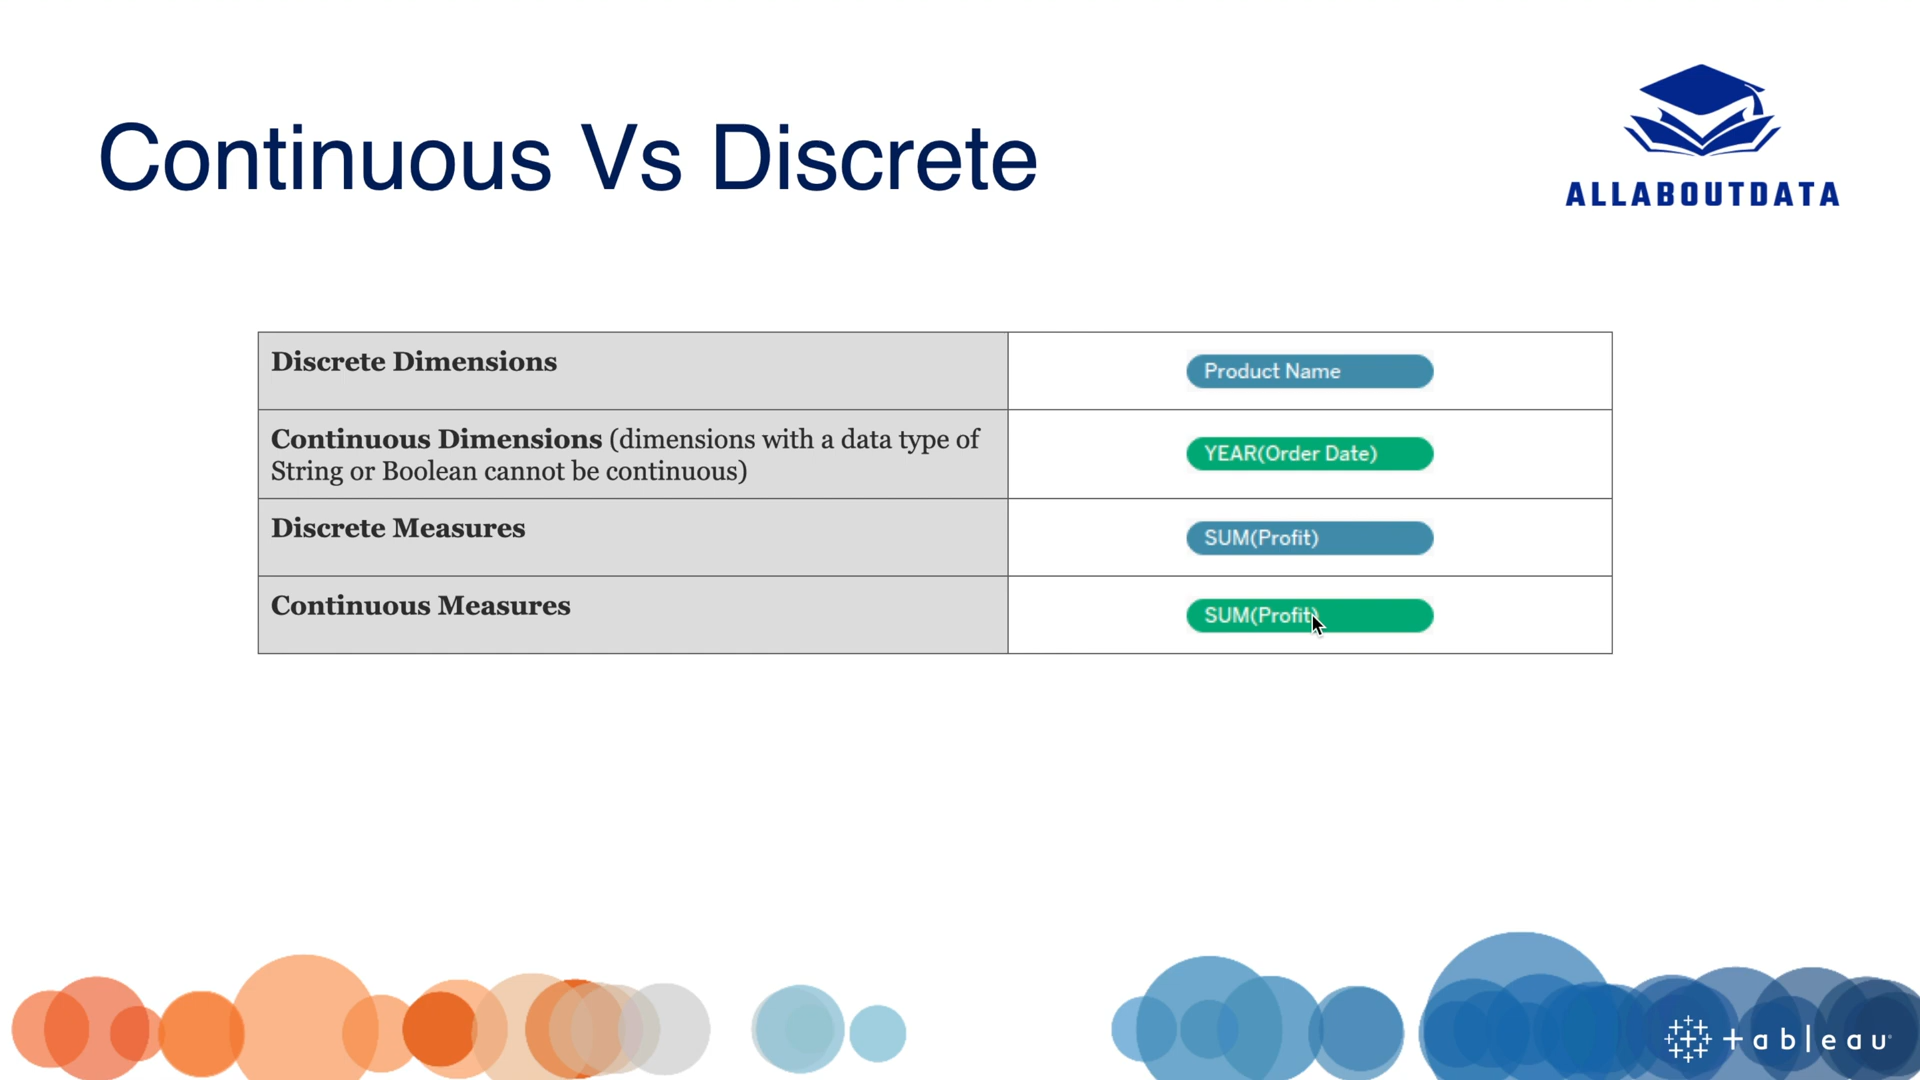 Continuous Vs Discrete
ALLABOUTDATA
Discrete Dimensions
Product Name
Continuous Dimensions (dimensions with a data type of
String or Boolean cannot be continuous)
YEAR(Order Date)
Discrete Measures
SUM(Profit)
Continuous Measures
SUM(Profit)
+ableau